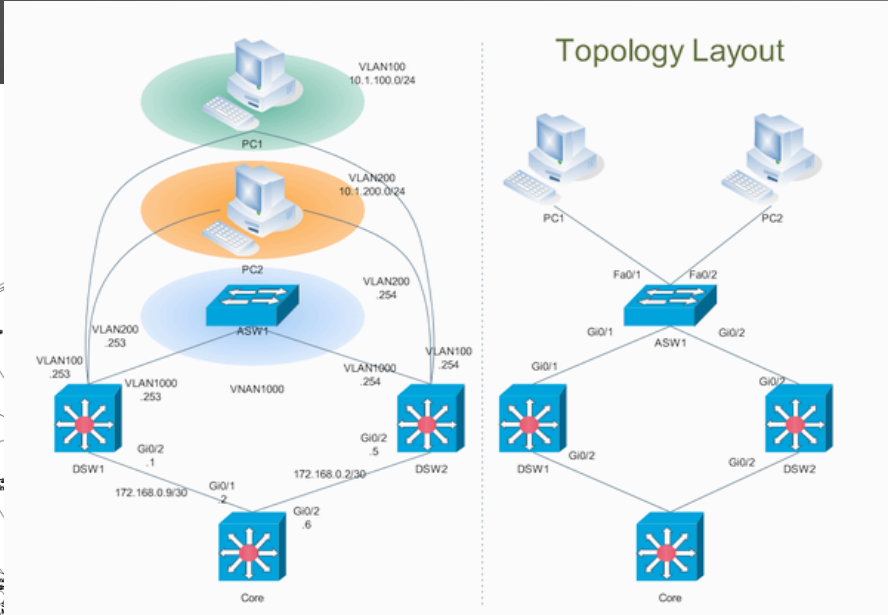 Topology Layout
VLAN100
10.1.100.0/24
PC1
VLAN200
10.1.200.0/24
PC2
VLAN200
.254
ASW1
VLAN200
.253
VLAN100
.253
VLAN1000
.253
VNAN1000
VLAN1000
.254
VLAN100
.254
DSW1
Gi0/2
.1
172.168.0.9/30
Gi0/1
.2
172.168.0.2/30
Gi0/2
.5
DSW2
Gi0/2
.6
Core
PC1
PC2
Fa0/1
Fa0/2
ASW1
Gi0/1
Gi0/2
Gi0/1
Gi0/2
DSW1
Gi0/2
Gi0/2
DSW2
Core